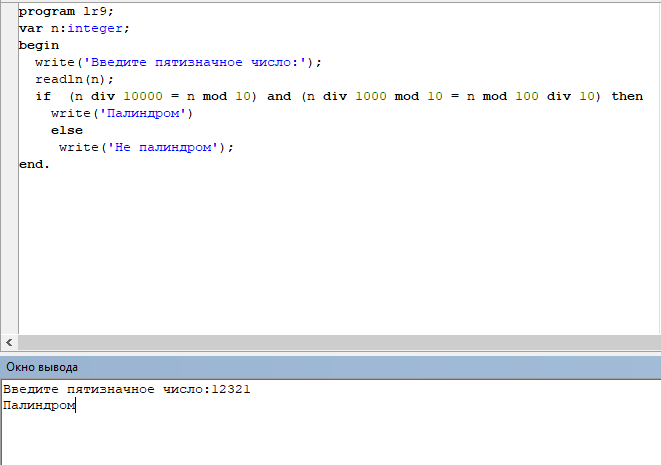 program lr9;
var n:integer;
begin
write('Введите пятизначное число:');
readln(n);
if (n div 10000 = n mod 10) and (n div 1000 mod 10 = n mod 100 div 10) then
write('Палиндром')
else
write('Не палиндром');
end.
Окно вывода
Введите пятизначное число:12321
Палиндром